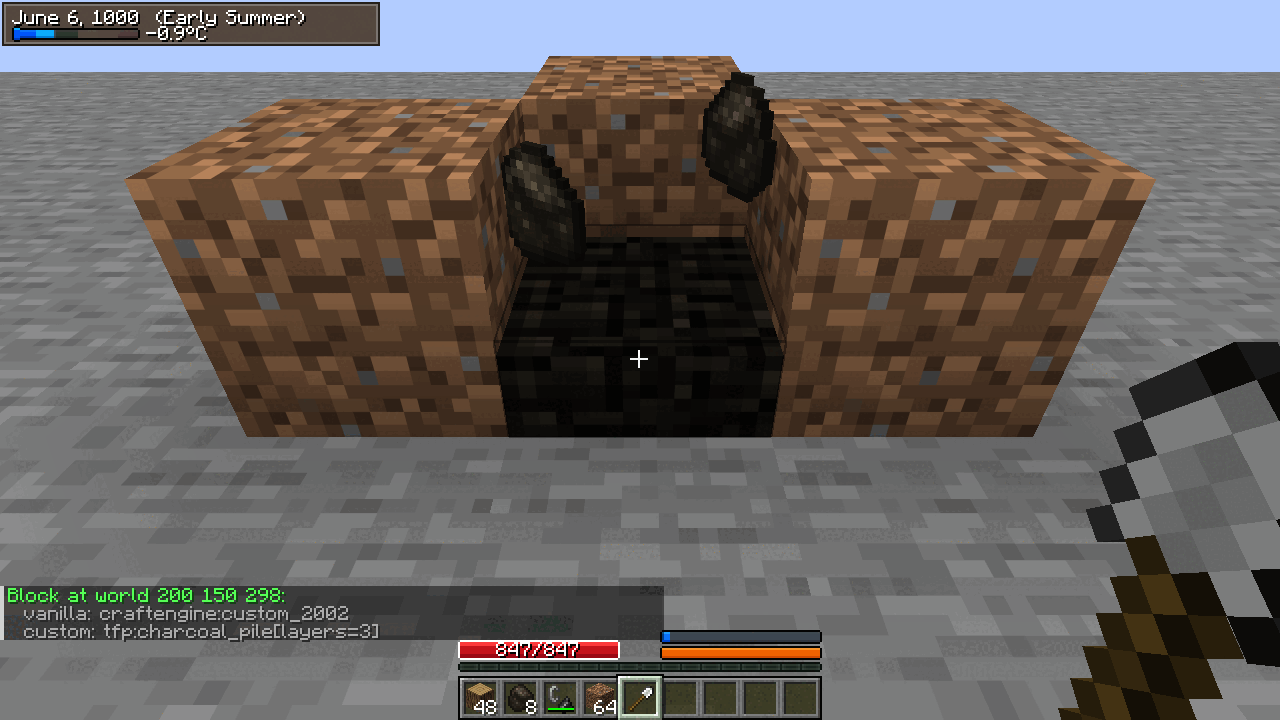 June 6, 1000 (Early Summer)
-0.9ºC
Block at world 200 150 298:
vanilla: craftengine:custom_2002
custom: tfp:charcoal_pile[layers=3]
847/847
48 8 64